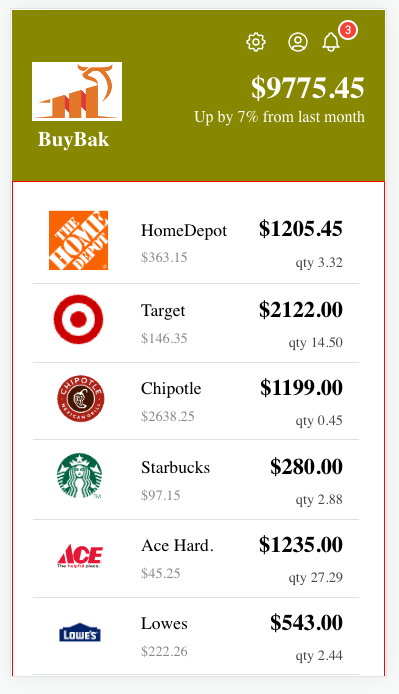 3
$9775.45
Up by 7% from last month
BuyBak
THE
HOME
DEPOT
HomeDepot
$1205.45
$363.15
qty 3.32
Target
$2122.00
$146.35
qty 14.50
CHIPOTLE
MEXICAN GRILL
Chipotle
$1199.00
$2638.25
qty 0.45
Starbucks
$280.00
$97.15
qty 2.88
ACE
The helpful place.
Ace Hard.
$1235.00
$45.25
qty 27.29
LOWE'S
Lowes
$543.00
$222.26
qty 2.44